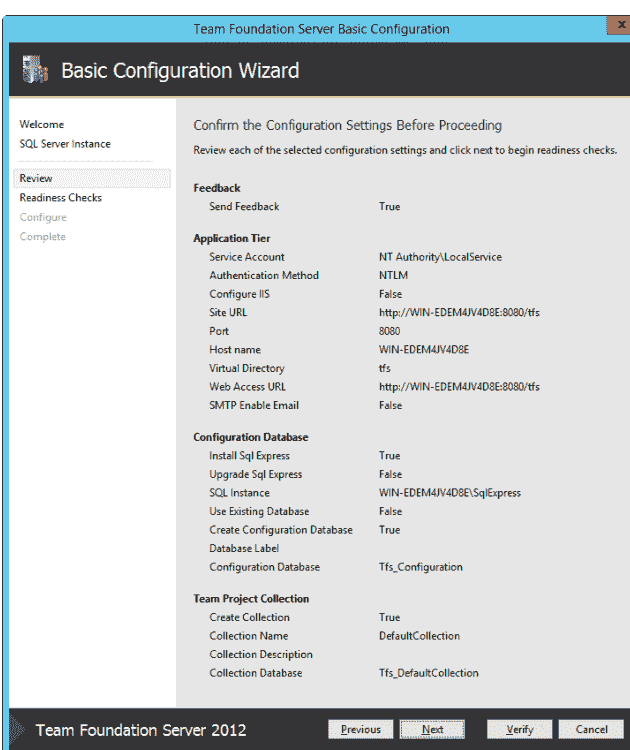 Team Foundation Server Basic Configuration
x
Basic Configuration Wizard
Welcome
SQL Server Instance
Review
Readiness Checks
Configure
Complete
Confirm the Configuration Settings Before Proceeding
Review each of the selected configuration settings and click next to begin readiness checks.
Feedback
Send Feedback True
Application Tier
Service Account NT Authority\LocalService
Authentication Method NTLM
Configure IIS False
Site URL http://WIN-EDEM4JV4D8E:8080/tfs
Port 8080
Host name WIN-EDEM4JV4D8E
Virtual Directory tfs
Web Access URL http://WIN-EDEM4JV4D8E:8080/tfs
SMTP Enable Email False
Configuration Database
Install Sql Express True
Upgrade Sql Express False
SQL Instance WIN-EDEM4JV4D8E\SqlExpress
Use Existing Database False
Create Configuration Database True
Database Label
Configuration Database Tfs_Configuration
Team Project Collection
Create Collection True
Collection Name DefaultCollection
Collection Description
Collection Database Tfs_DefaultCollection
Team Foundation Server 2012
Previous Next Verify Cancel